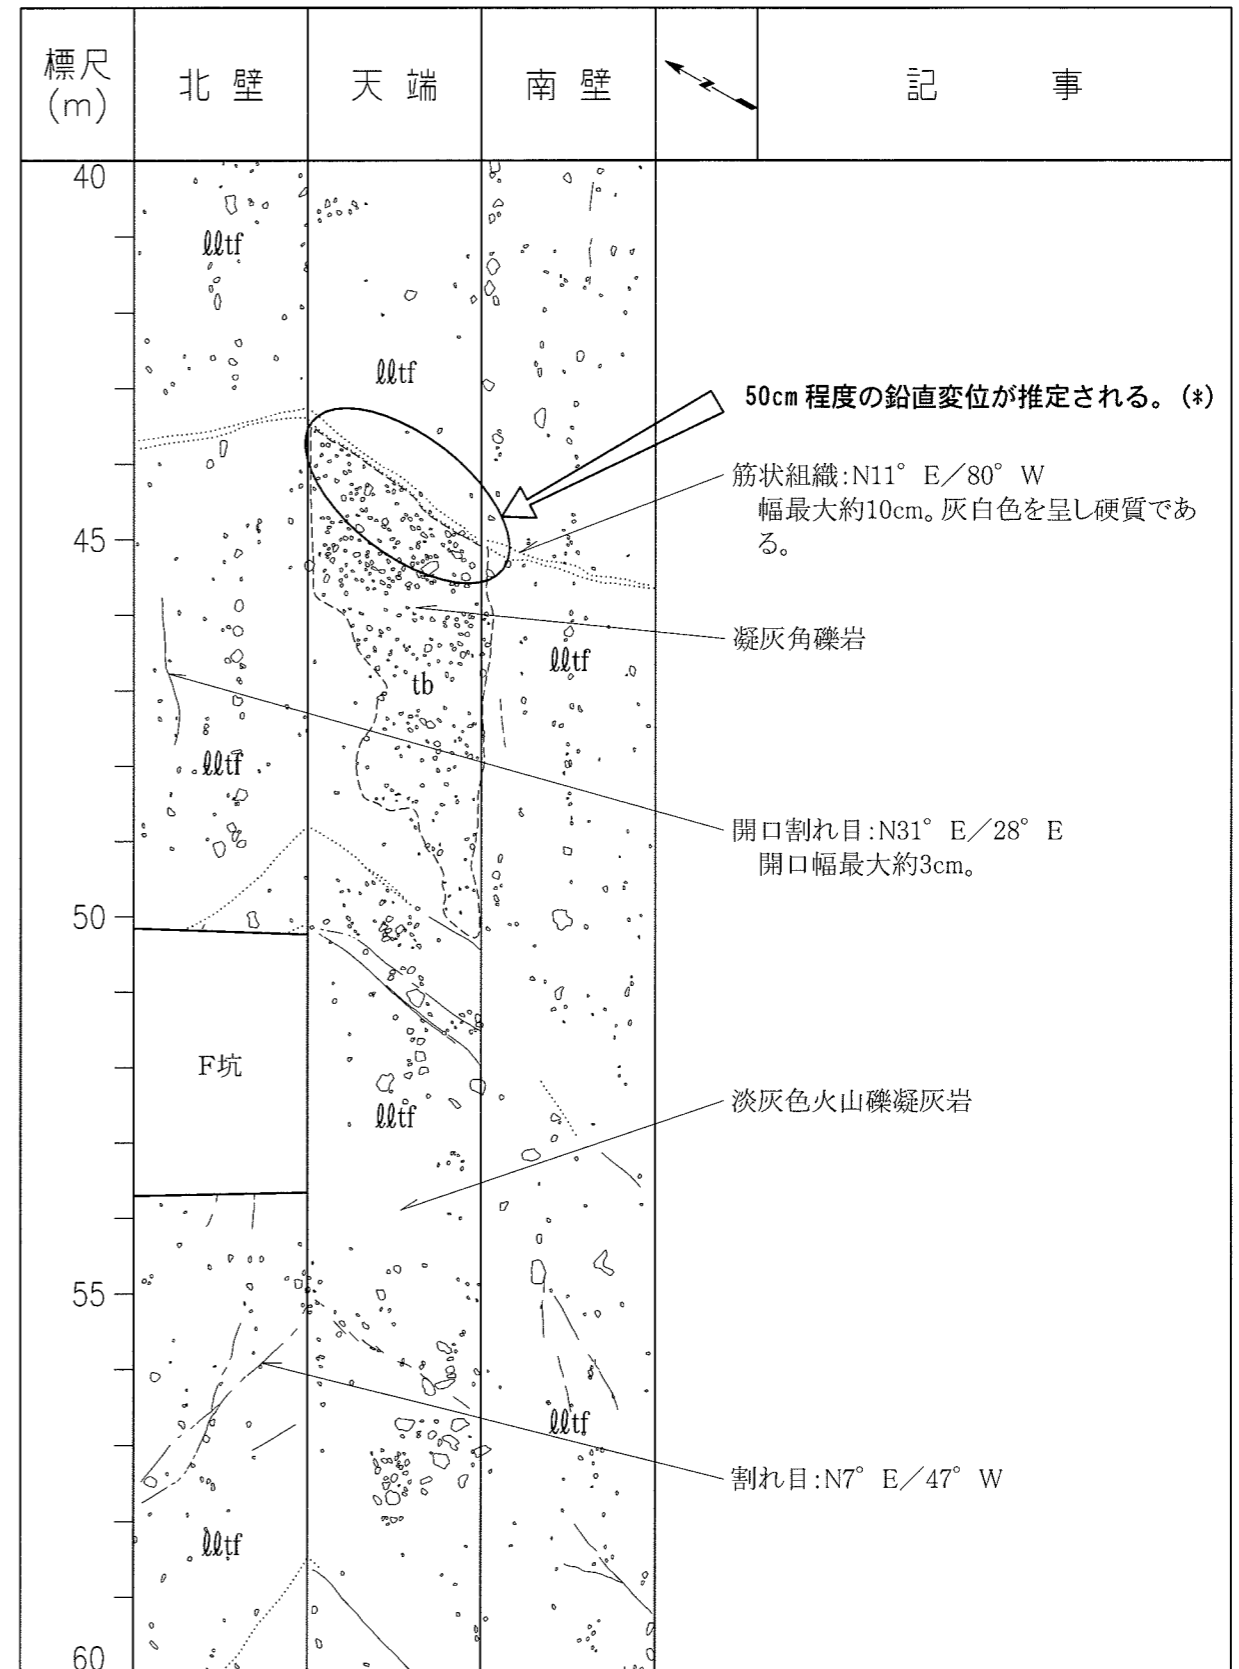 標尺
(m)
北壁
天端
南壁
N
記事
40
45
50
55
60
ℓℓtf
ℓℓtf
50cm程度の鉛直変位が推定される。(*)
筋状組織:N11° E/80° W
幅最大約10cm。灰白色を呈し硬質であ
る。
凝灰角礫岩
ℓℓtf
tb
ℓℓtf
開口割れ目:N31° E/28° E
開口幅最大約3cm。
F坑
淡灰色火山礫凝灰岩
ℓℓtf
ℓℓtf
割れ目:N7° E/47° W
ℓℓtf